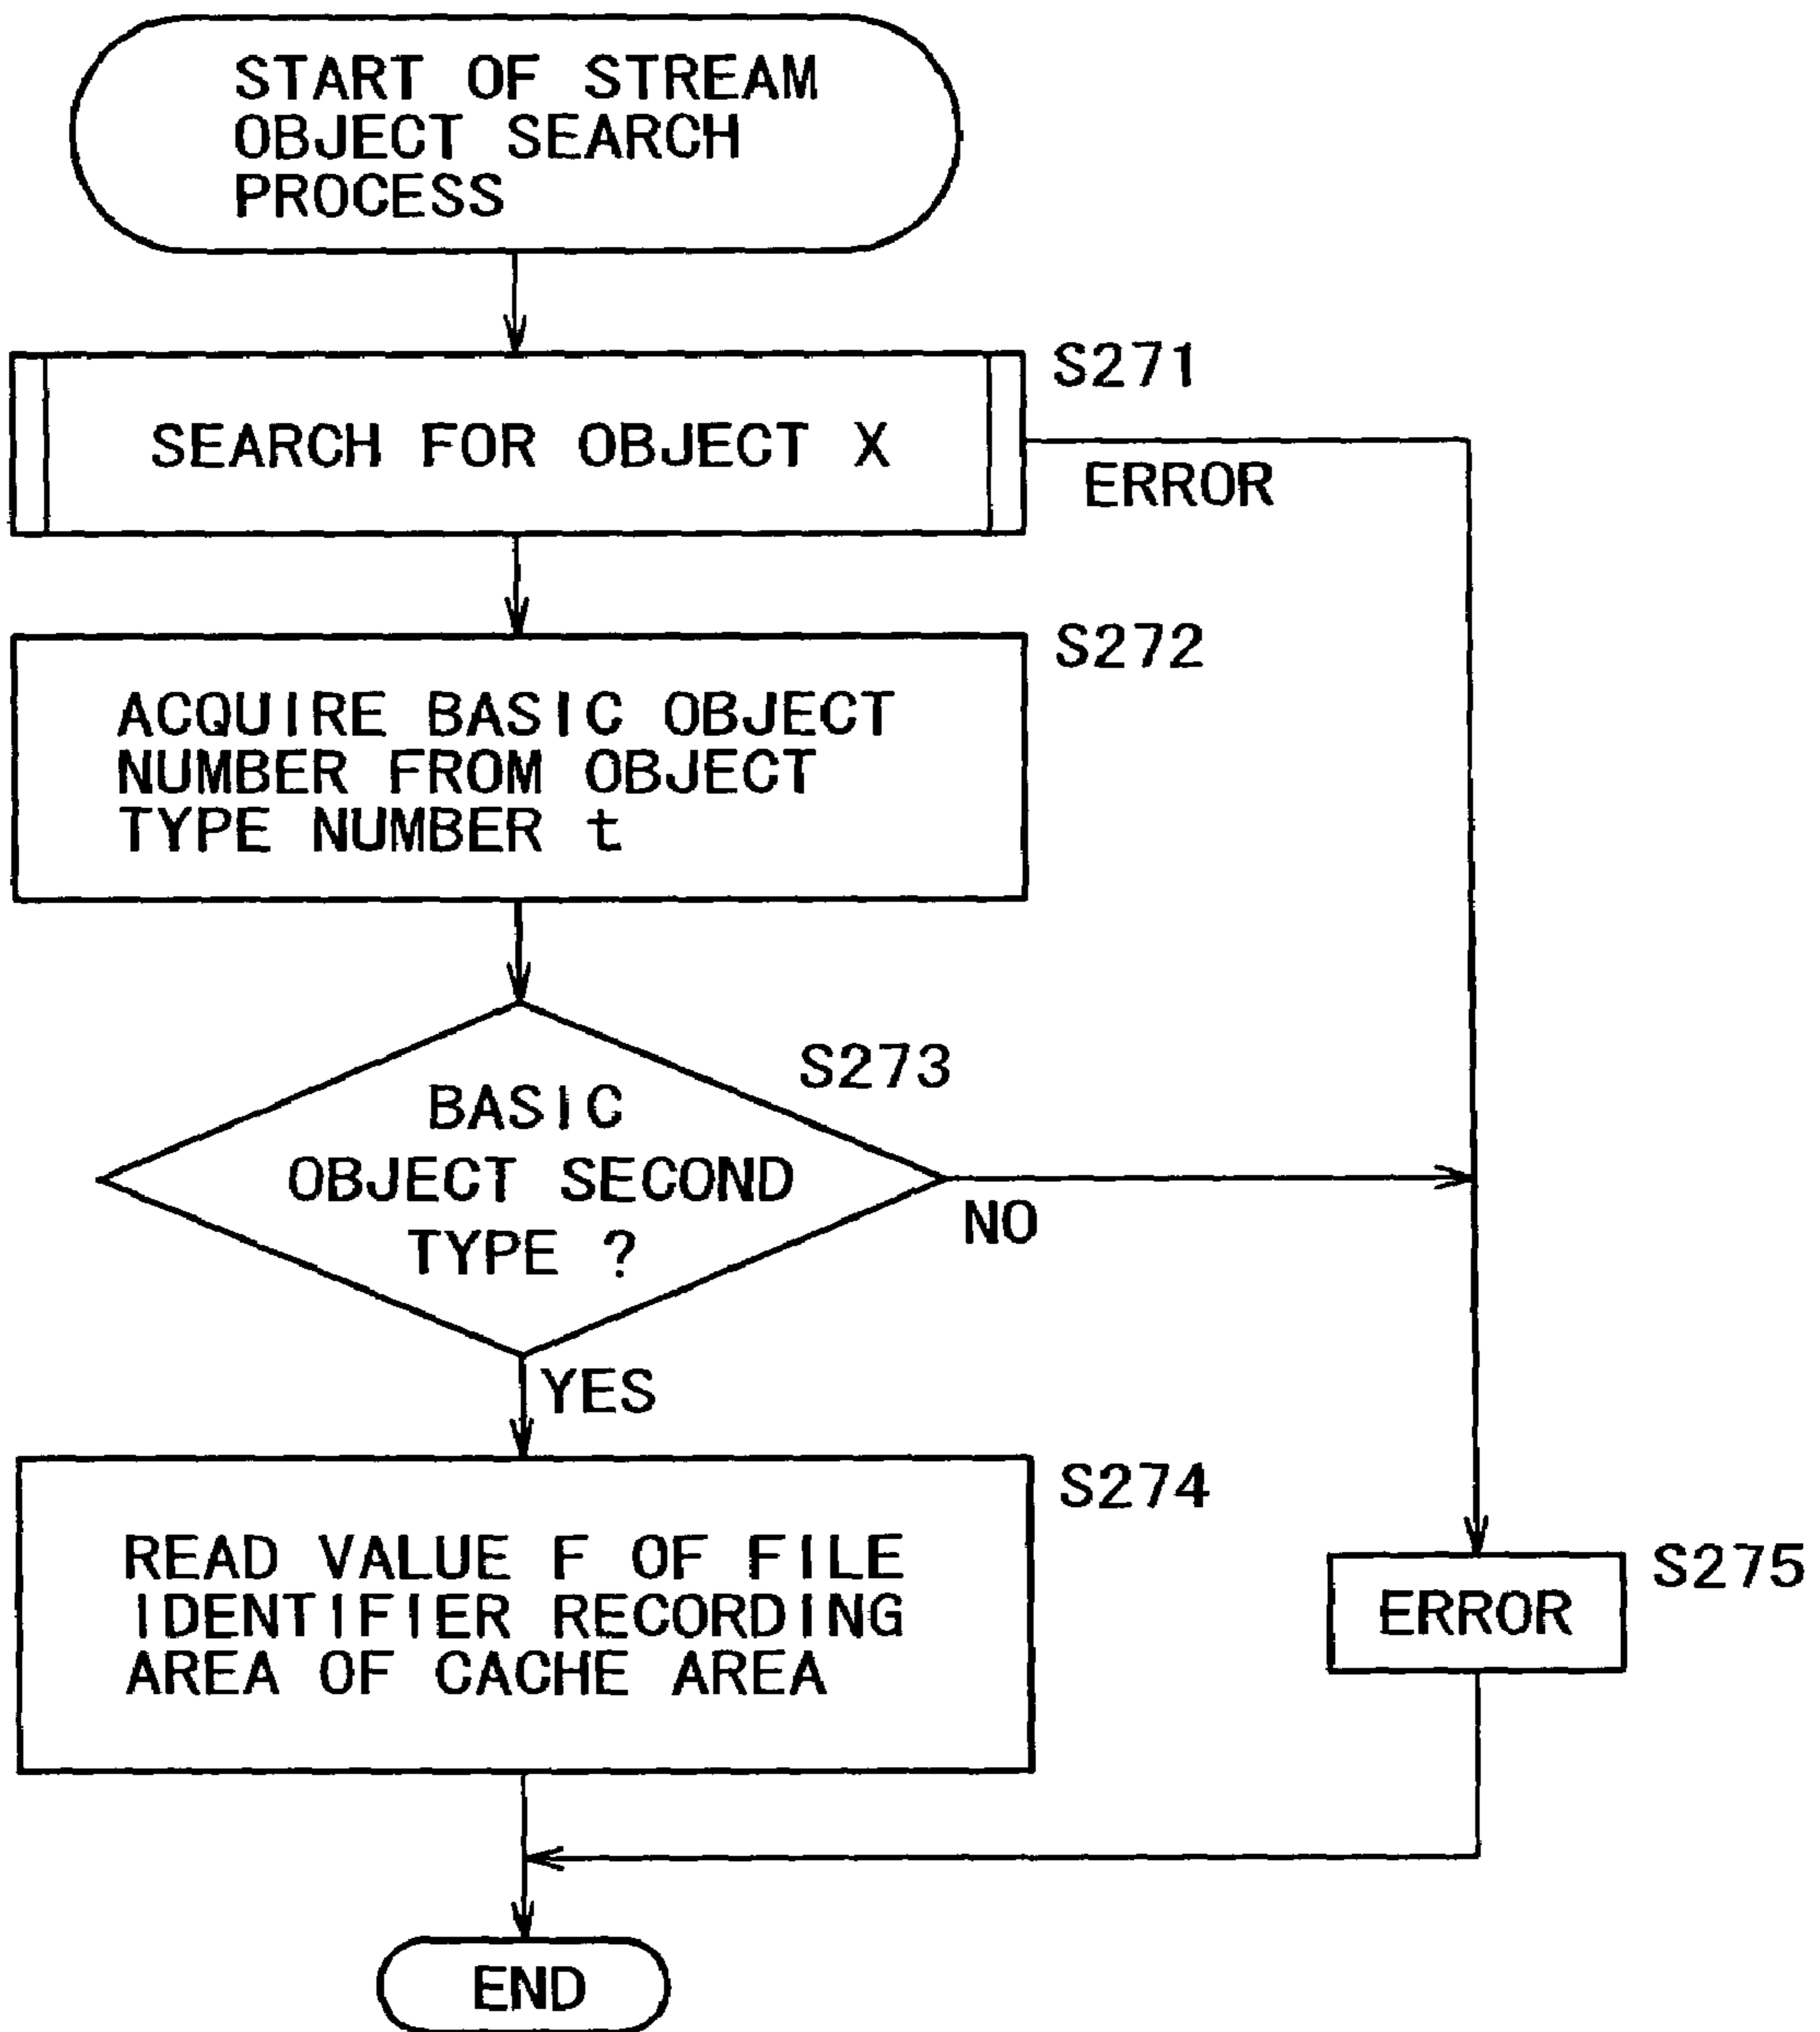 START OF STREAM
OBJECT SEARCH
PROCESS
S271
SEARCH FOR OBJECT X
ERROR
S272
ACQUIRE BASIC OBJECT
NUMBER FROM OBJECT
TYPE NUMBER t
S273
BASIC
OBJECT SECOND
TYPE ?
NO
YES
S274
READ VALUE F OF FILE
IDENTIFIER RECORDING
AREA OF CACHE AREA
S275
ERROR
END